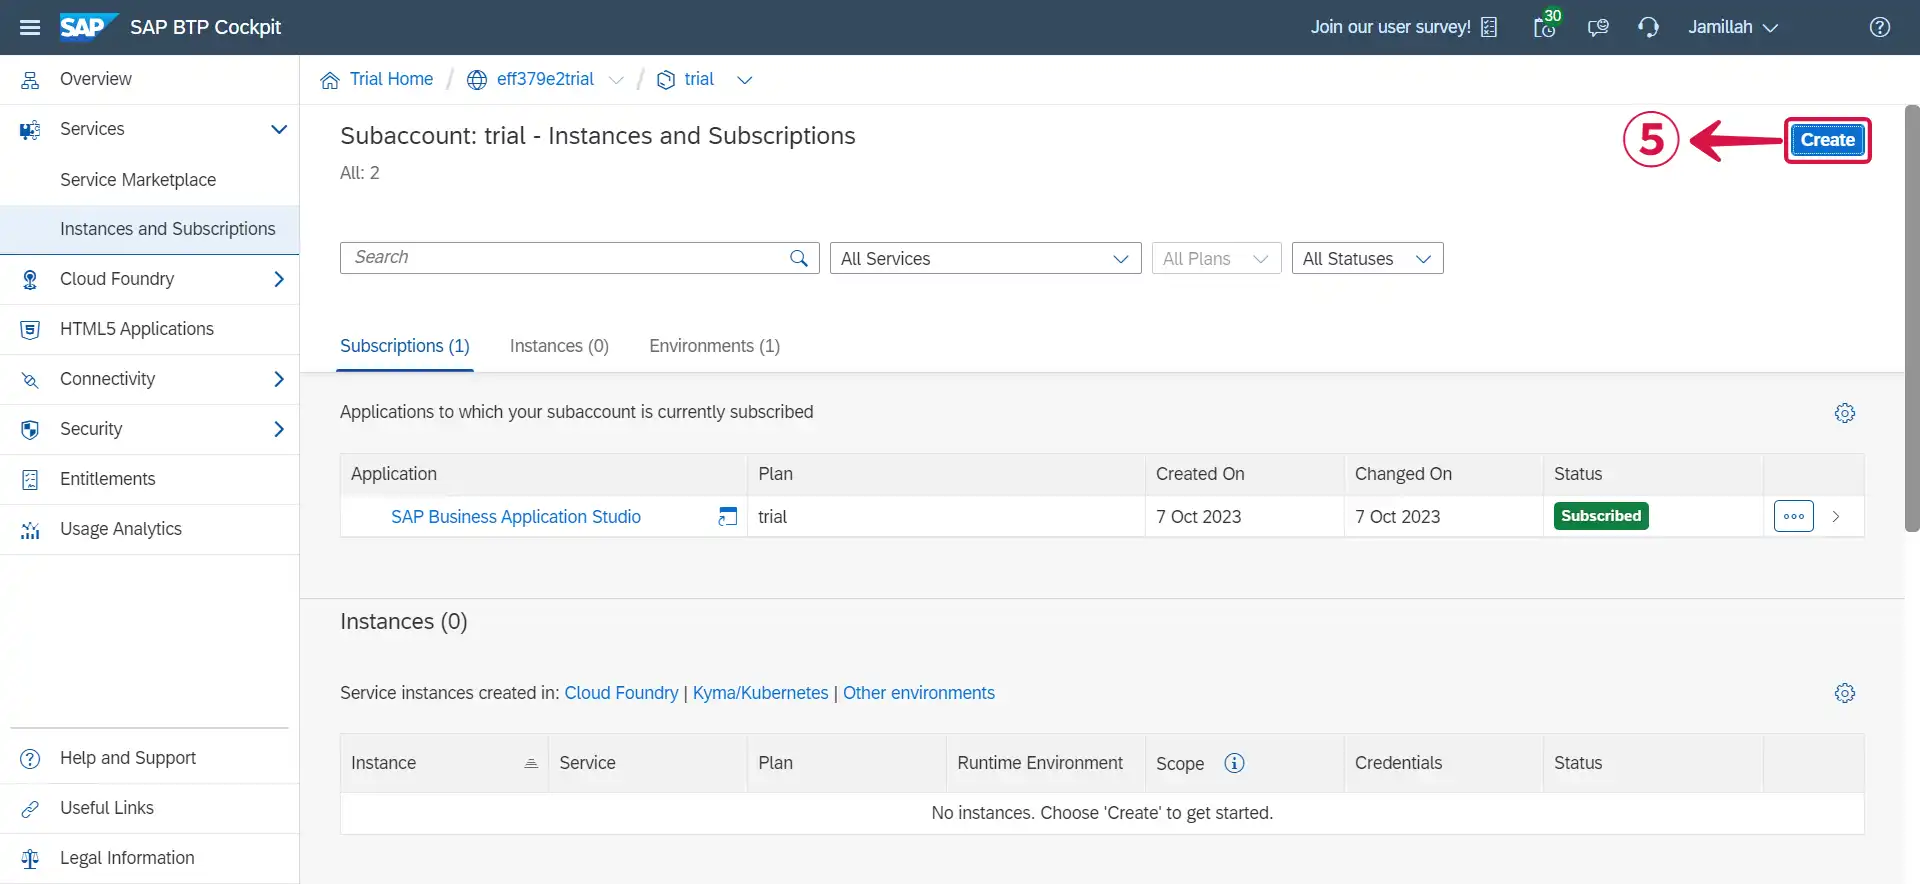 SAP SAP BTP Cockpit
Join our user survey! 30 Jamillah
Overview
Services
Service Marketplace
Instances and Subscriptions
Cloud Foundry
HTML5 Applications
Connectivity
Security
Entitlements
Usage Analytics
Help and Support
Useful Links
Legal Information
Trial Home / eff379e2trial / trial
Subaccount: trial - Instances and Subscriptions
All: 2
5 Create
Search All Services All Plans All Statuses
Subscriptions (1) Instances (0) Environments (1)
Applications to which your subaccount is currently subscribed
Application Plan Created On Changed On Status
SAP Business Application Studio trial 7 Oct 2023 7 Oct 2023 Subscribed
Instances (0)
Service instances created in: Cloud Foundry | Kyma/Kubernetes | Other environments
Instance Service Plan Runtime Environment Scope Credentials Status
No instances. Choose 'Create' to get started.